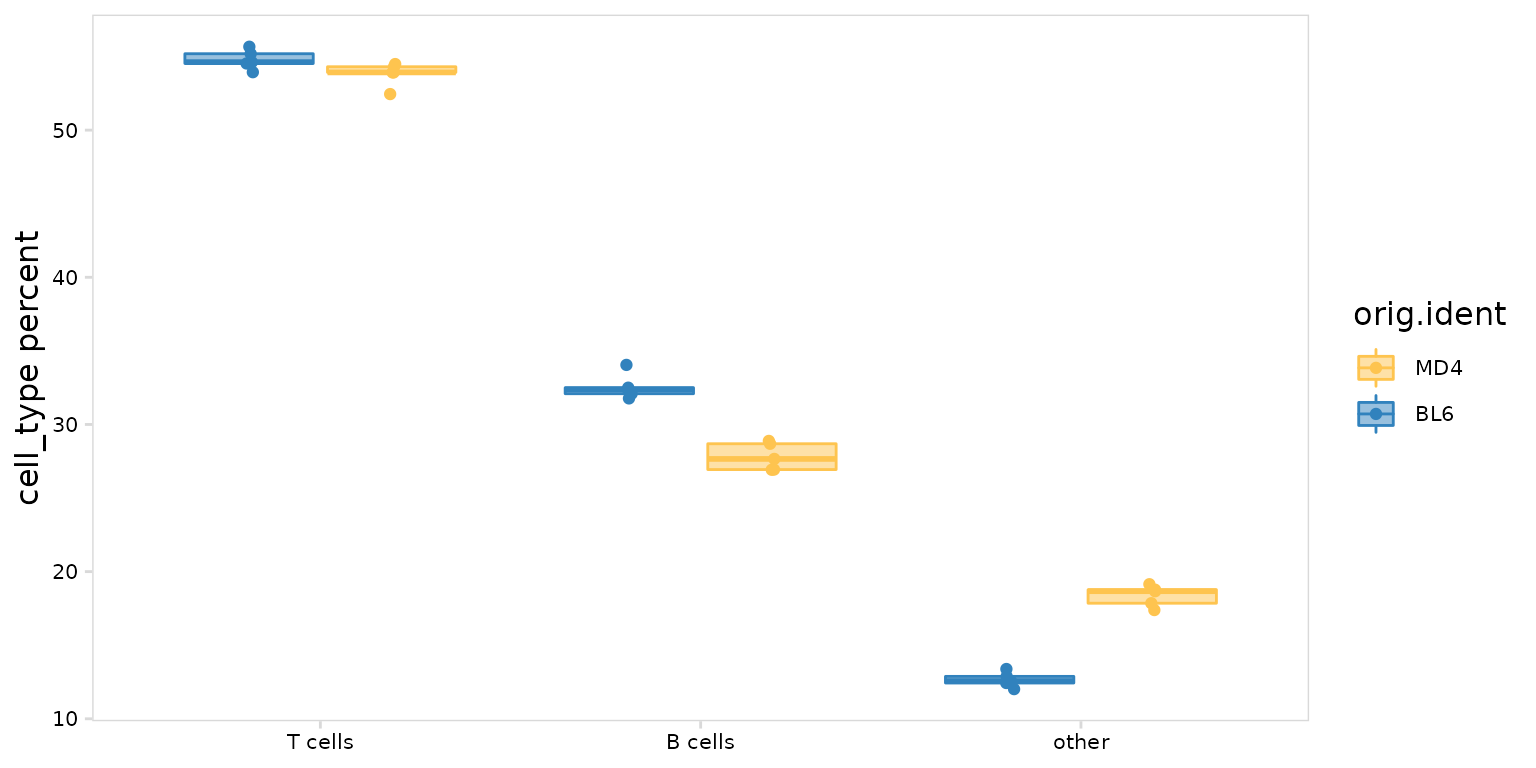 cell_type percent
50
40
30
20
10
T cells
B cells
other
orig.ident
MD4
BL6